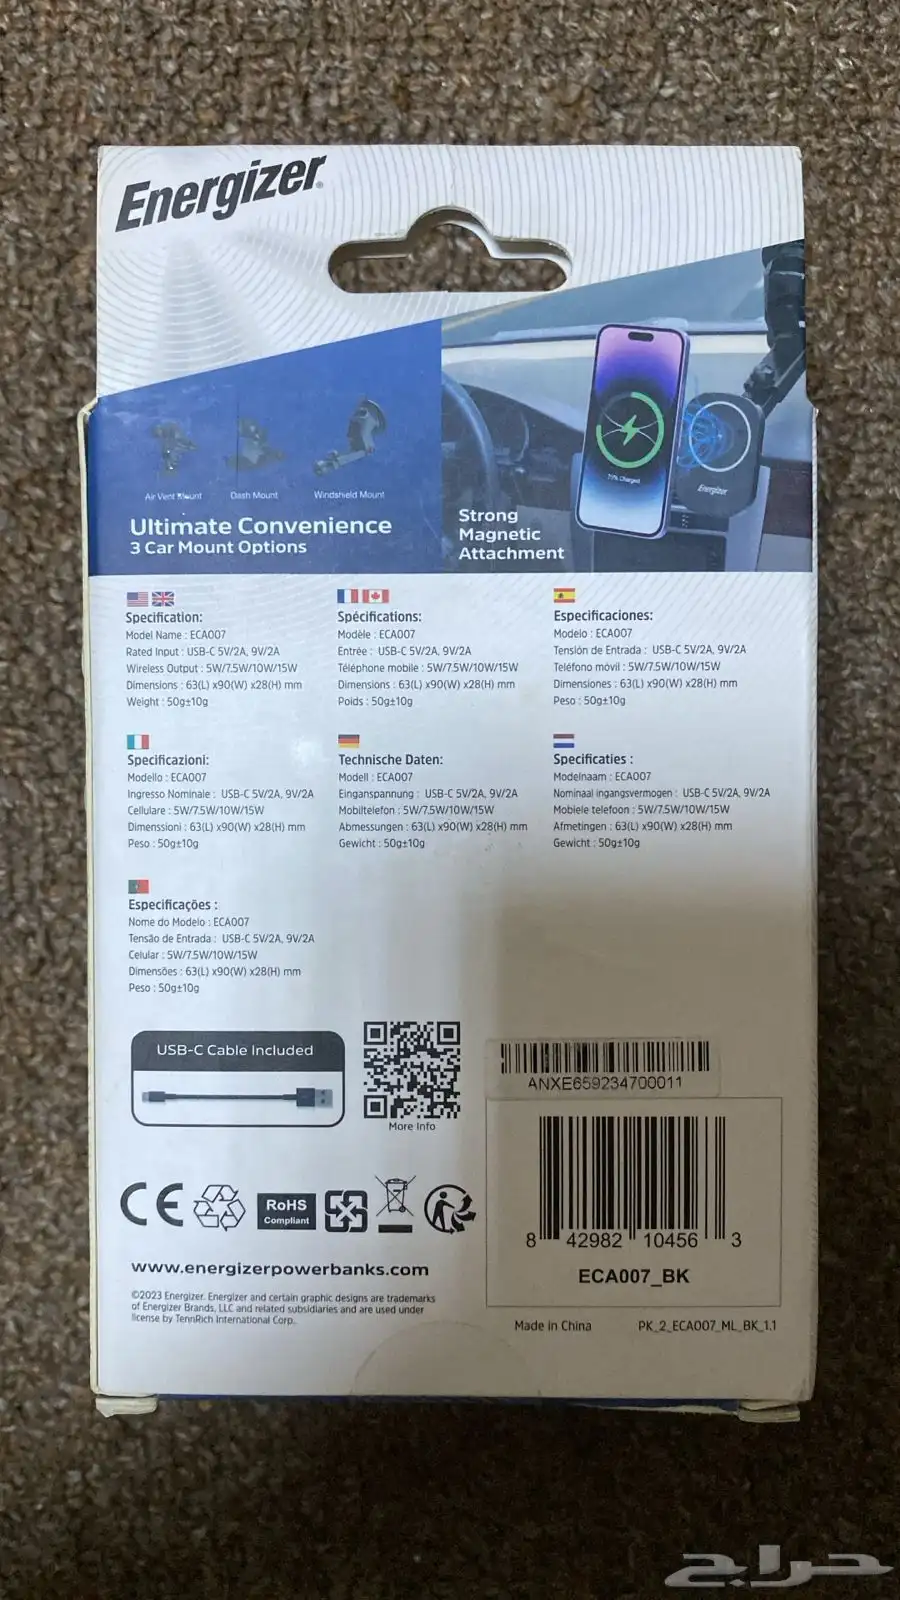 Energizer®
Air Vent Mount
Dash Mount
Windshield Mount
Ultimate Convenience
3 Car Mount Options
71% Charged
Energizer
Strong
Magnetic
Attachment
Specification:
Model Name : ECA007
Rated Input : USB-C 5V/2A, 9V/2A
Wireless Output : 5W/7.5W/10W/15W
Dimensions : 63(L) x90(W) x28(H) mm
Weight : 50g±10g
Spécifications:
Modèle : ECA007
Entrée : USB-C 5V/2A, 9V/2A
Téléphone mobile : 5W/7.5W/10W/15W
Dimensions : 63(L) x90(W) x28(H) mm
Poids : 50g±10g
Especificaciones:
Modelo : ECA007
Tensión de Entrada : USB-C 5V/2A, 9V/2A
Teléfono móvil : 5W/7.5W/10W/15W
Dimensiones : 63(L) x90(W) x28(H) mm
Peso : 50g±10g
Specificazioni:
Modello : ECA007
Ingresso Nominale : USB-C 5V/2A, 9V/2A
Cellulare : 5W/7.5W/10W/15W
Dimenssioni : 63(L) x90(W) x28(H) mm
Peso : 50g±10g
Technische Daten:
Modell : ECA007
Einganspannung : USB-C 5V/2A, 9V/2A
Mobiltelefon : 5W/7.5W/10W/15W
Abmessungen : 63(L) x90(W) x28(H) mm
Gewicht : 50g±10g
Specificaties :
Modelnaam : ECA007
Nominaal ingangsvermogen : USB-C 5V/2A, 9V/2A
Mobiele telefoon : 5W/7.5W/10W/15W
Afmetingen : 63(L) x90(W) x28(H) mm
Gewicht : 50g±10g
Especificações :
Nome do Modelo : ECA007
Tensão de Entrada : USB-C 5V/2A, 9V/2A
Celular : 5W/7.5W/10W/15W
Dimensões : 63(L) x90(W) x28(H) mm
Peso : 50g±10g
USB-C Cable Included
More Info
ANXE659234700011
CE
RoHS
Compliant
8 42982 10456 3
ECA007_BK
www.energizerpowerbanks.com
©2023 Energizer. Energizer and certain graphic designs are trademarks
of Energizer Brands, LLC and related subsidiaries and are used under
license by TennRich International Corp.
Made in China
PK_2_ECA007_ML_BK_1.1
حراج